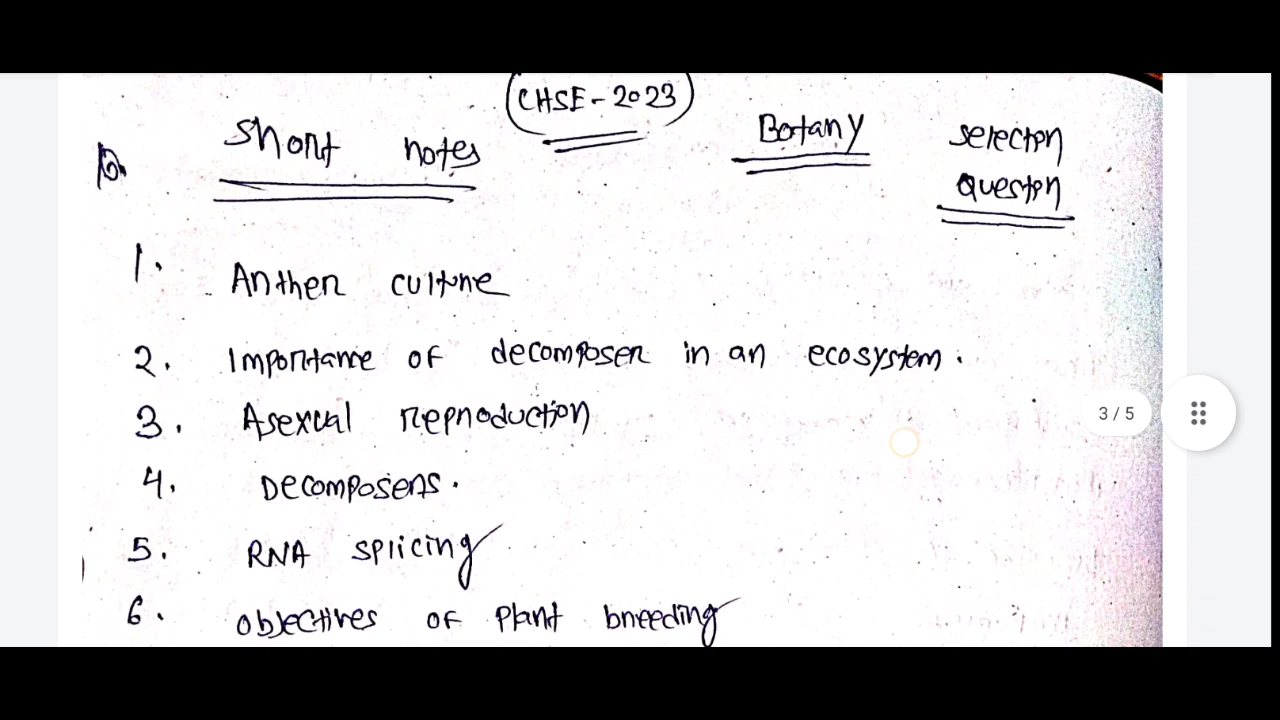 CHSE-2023
Q. Short notes Botany Selection Question
1. Anther culture
2. Importance of decomposer in an ecosystem.
3. Asexual reproduction
4. Decomposers.
5. RNA splicing
6. Objectives of plant breeding
3 / 5